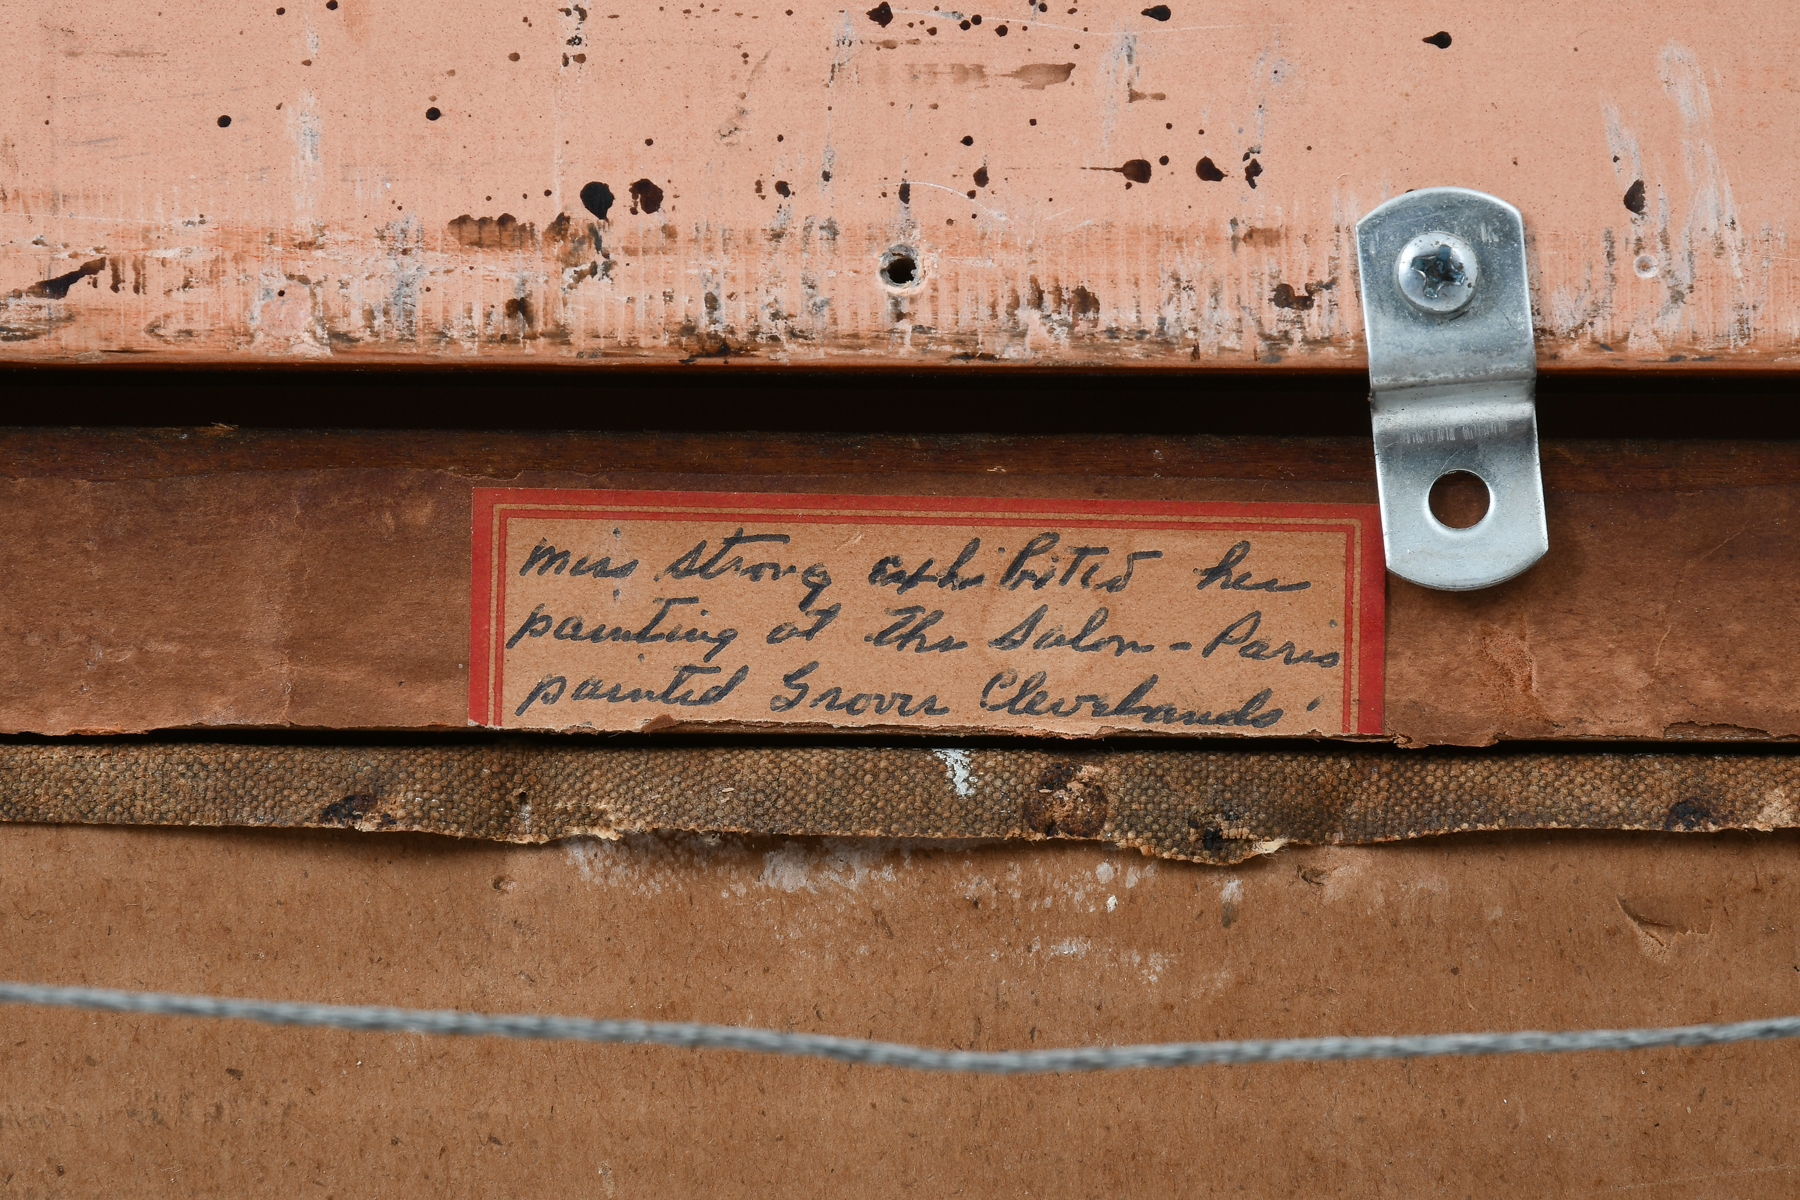 Miss Strong exhibited her
painting at the Salon - Paris
painted Grover Clevelands'